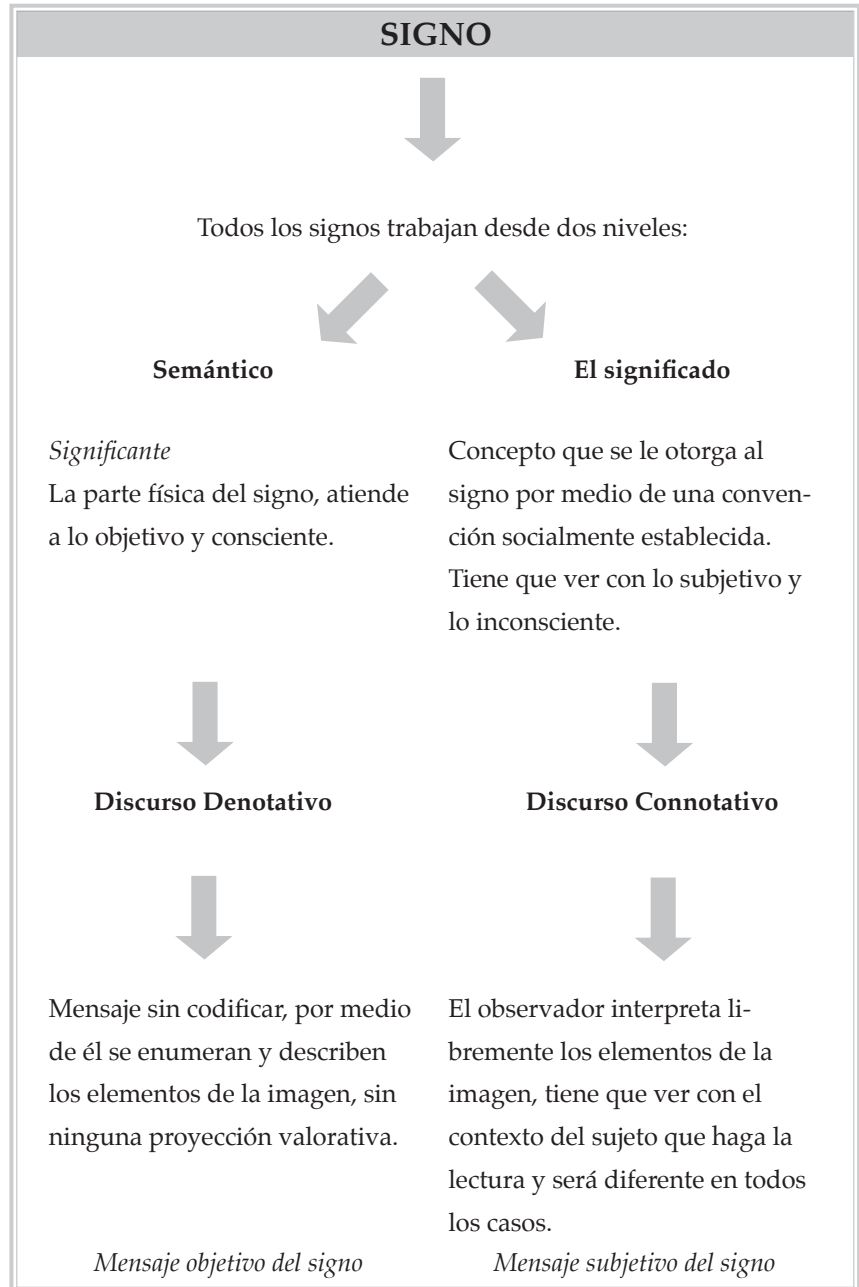 SIGNO
Todos los signos trabajan desde dos niveles:
Semántico
Significante
La parte física del signo, atiende
a lo objetivo y consciente.
Discurso Denotativo
Mensaje sin codificar, por medio
de él se enumeran y describen
los elementos de la imagen, sin
ninguna proyección valorativa.
Mensaje objetivo del signo
El significado
Concepto que se le otorga al
signo por medio de una conven-
ción socialmente establecida.
Tiene que ver con lo subjetivo y
lo inconsciente.
Discurso Connotativo
El observador interpreta li-
bremente los elementos de la
imagen, tiene que ver con el
contexto del sujeto que haga la
lectura y será diferente en todos
los casos.
Mensaje subjetivo del signo